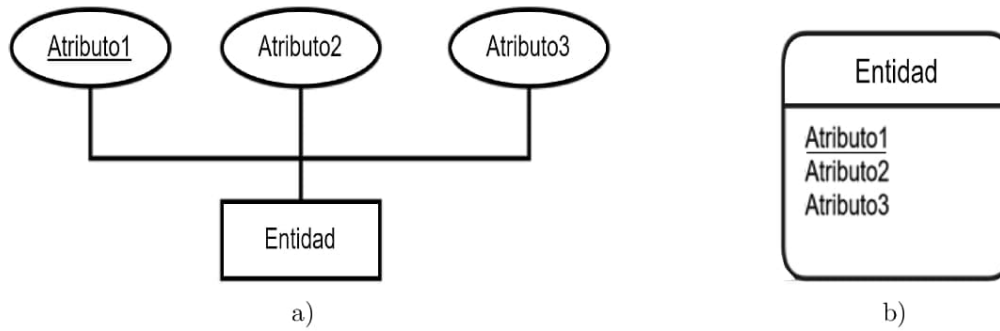 Atributo1 Atributo2 Atributo3
Entidad
a)
Entidad
Atributo1
Atributo2
Atributo3
b)